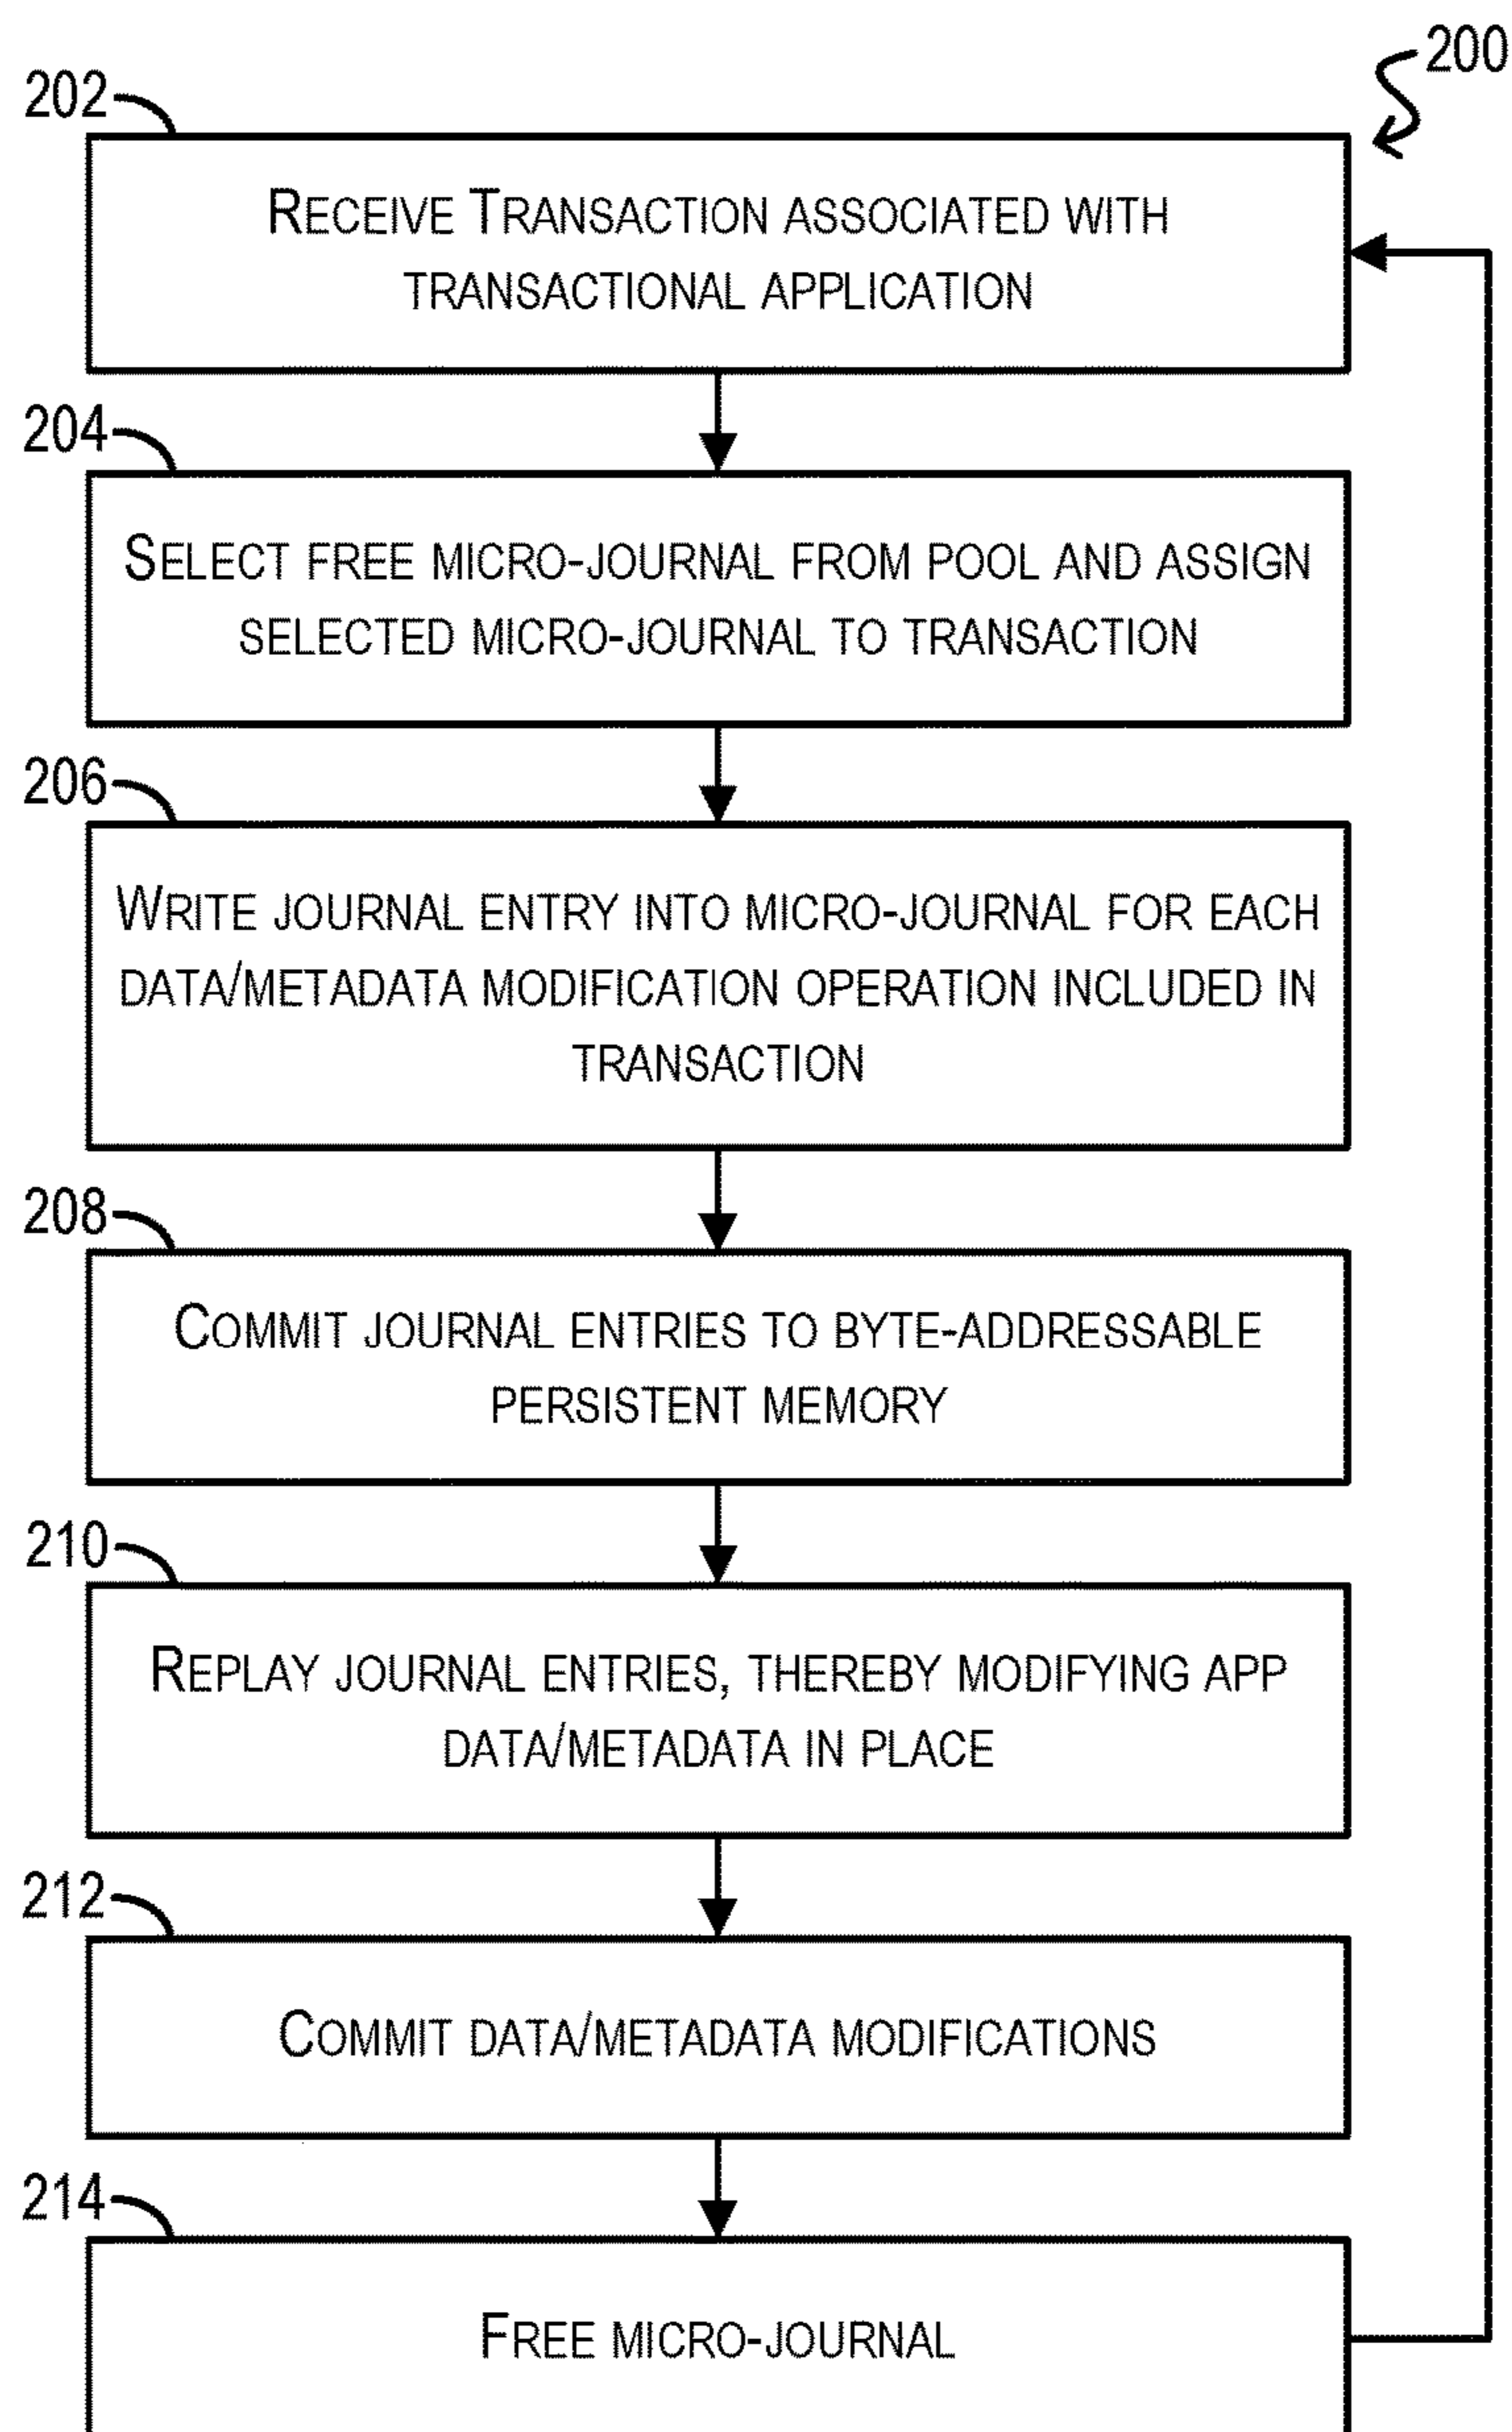 200
202
RECEIVE TRANSACTION ASSOCIATED WITH
TRANSACTIONAL APPLICATION
204
SELECT FREE MICRO-JOURNAL FROM POOL AND ASSIGN
SELECTED MICRO-JOURNAL TO TRANSACTION
206
WRITE JOURNAL ENTRY INTO MICRO-JOURNAL FOR EACH
DATA/METADATA MODIFICATION OPERATION INCLUDED IN
TRANSACTION
208
COMMIT JOURNAL ENTRIES TO BYTE-ADDRESSABLE
PERSISTENT MEMORY
210
REPLAY JOURNAL ENTRIES, THEREBY MODIFYING APP
DATA/METADATA IN PLACE
212
COMMIT DATA/METADATA MODIFICATIONS
214
FREE MICRO-JOURNAL